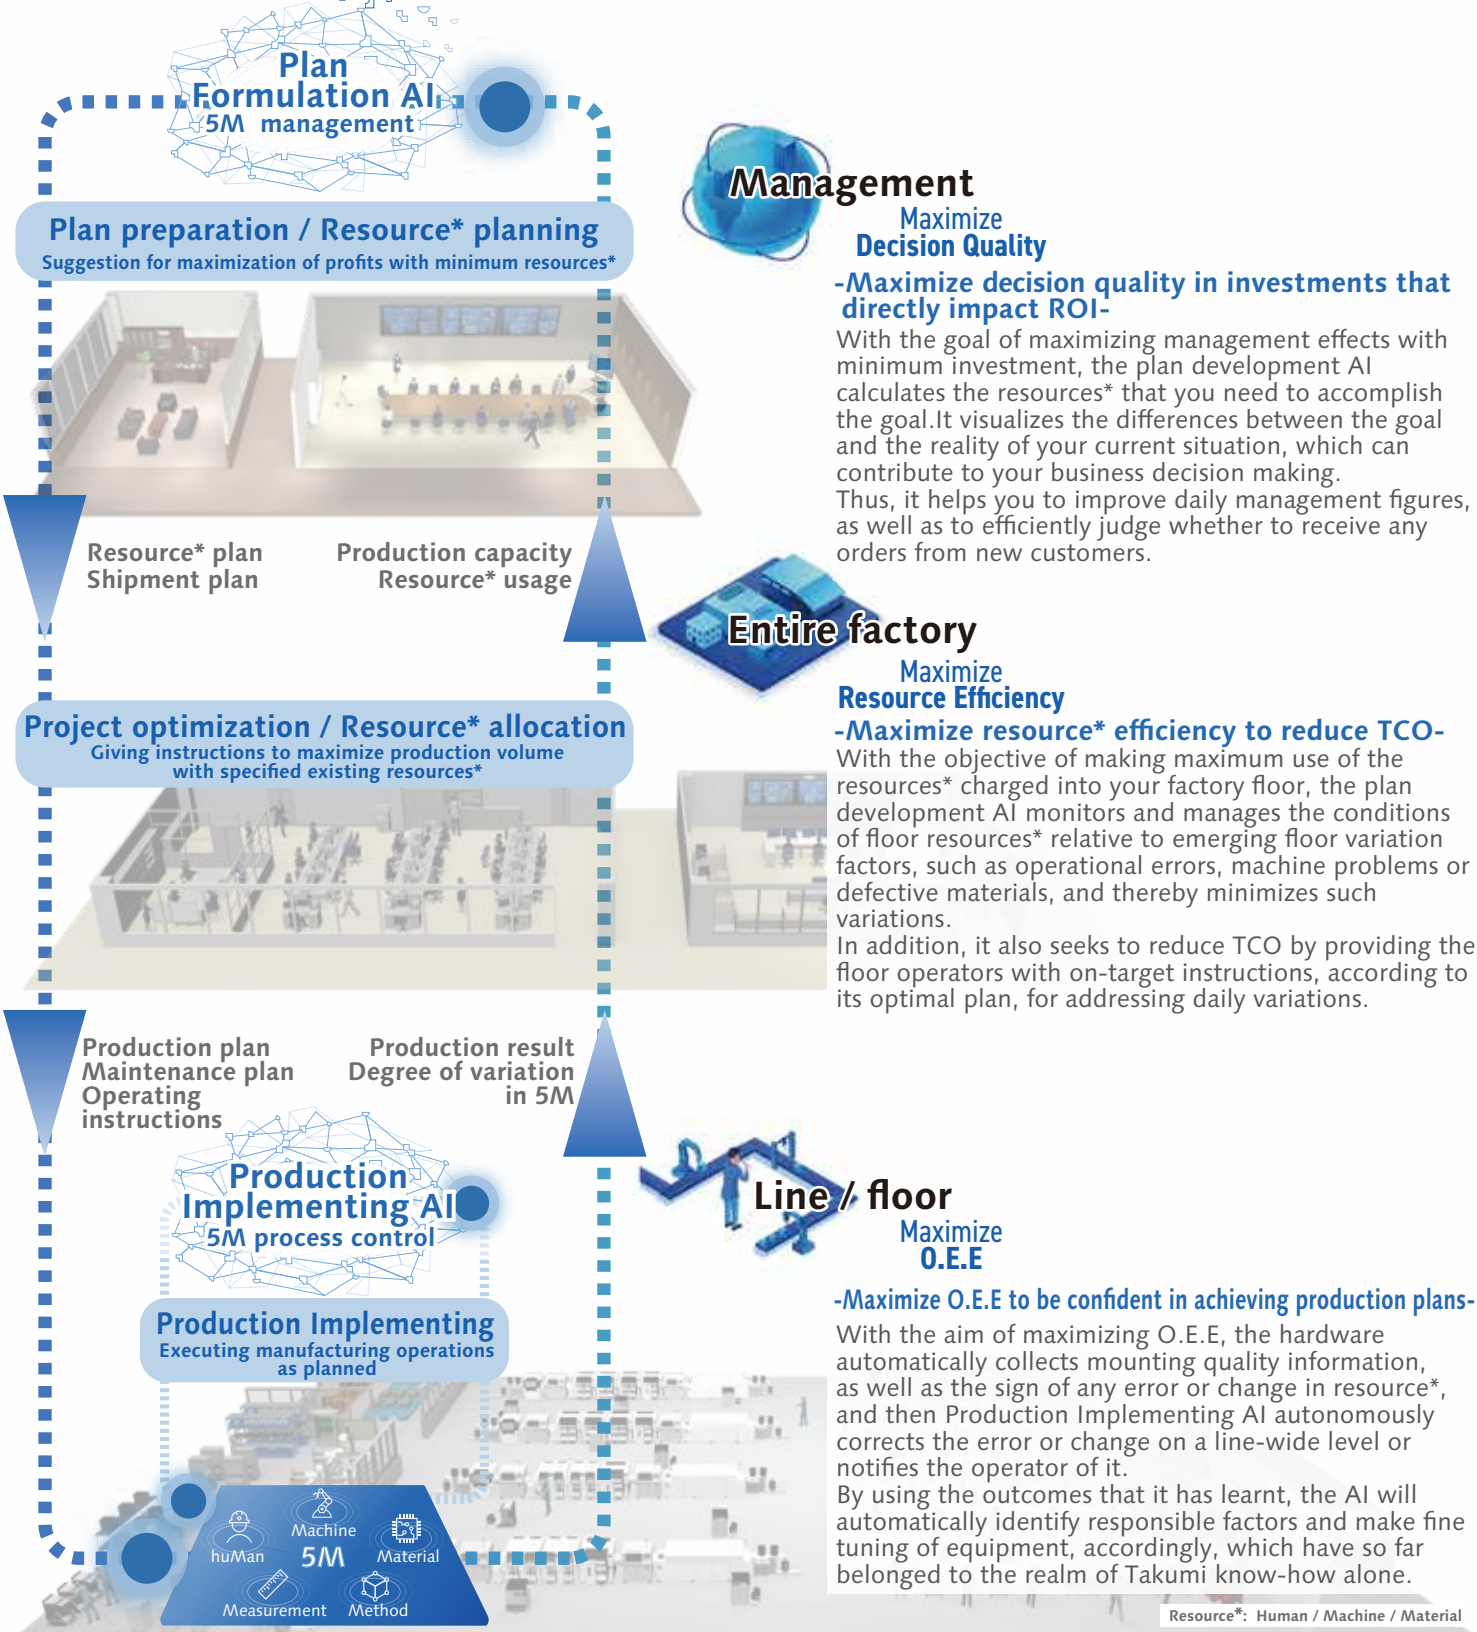 Plan
Formulation AI
5M management
Plan preparation / Resource* planning
Suggestion for maximization of profits with minimum resources*
Resource* plan
Shipment plan
Production capacity
Resource* usage
Project optimization / Resource* allocation
Giving instructions to maximize production volume
with specified existing resources*
Production plan
Maintenance plan
Operating
instructions
Production result
Degree of variation
in 5M
Production
Implementing AI
5M process control
Production Implementing
Executing manufacturing operations
as planned
Machine
huMan
5M
Material
Measurement
Method
Management
Maximize
Decision Quality
-Maximize decision quality in investments that
directly impact ROI-
With the goal of maximizing management effects with
minimum investment, the plan development AI
calculates the resources* that you need to accomplish
the goal.It visualizes the differences between the goal
and the reality of your current situation, which can
contribute to your business decision making.
Thus, it helps you to improve daily management figures,
as well as to efficiently judge whether to receive any
orders from new customers.
Entire factory
Maximize
Resource Efficiency
-Maximize resource* efficiency to reduce TCO-
With the objective of making maximum use of the
resources* charged into your factory floor, the plan
development AI monitors and manages the conditions
of floor resources* relative to emerging floor variation
factors, such as operational errors, machine problems or
defective materials, and thereby minimizes such
variations.
In addition, it also seeks to reduce TCO by providing the
floor operators with on-target instructions, according to
its optimal plan, for addressing daily variations.
Line / floor
Maximize
O.E.E
-Maximize O.E.E to be confident in achieving production plans-
With the aim of maximizing O.E.E, the hardware
automatically collects mounting quality information,
as well as the sign of any error or change in resource*,
and then Production Implementing AI autonomously
corrects the error or change on a line-wide level or
notifies the operator of it.
By using the outcomes that it has learnt, the AI will
automatically identify responsible factors and make fine
tuning of equipment, accordingly, which have so far
belonged to the realm of Takumi know-how alone.
Resource*: Human / Machine / Material